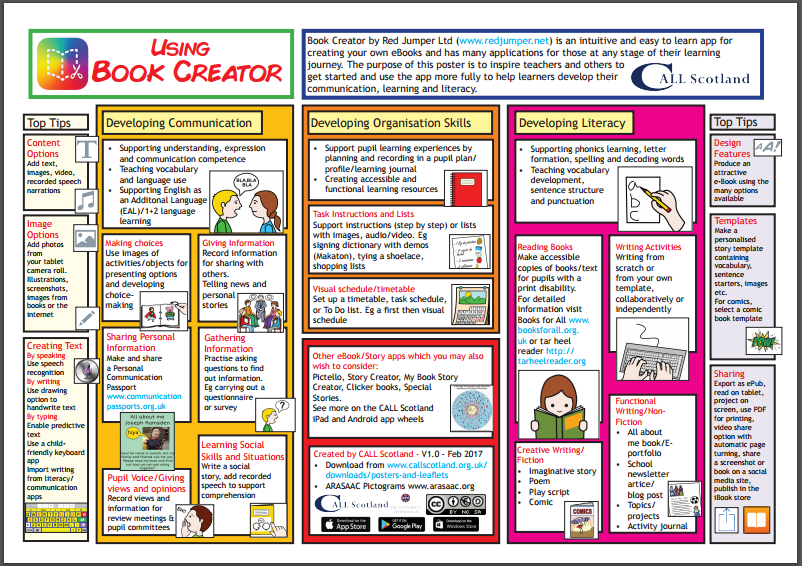 USING
BOOK CREATOR
Book Creator by Red Jumper Ltd (www.redjumper.net) is an intuitive and easy to learn app for
creating your own eBooks and has many applications for those at any stage of their learning
journey. The purpose of this poster is to inspire teachers and others to
get started and use the app more fully to help learners develop their
communication, learning and literacy.
CALL Scotland
Top Tips
Content
Options
Add text,
images, video,
recorded speech
narrations
T
Image
Options
Add photos
from
your tablet
camera roll.
Illustrations,
screenshots,
images from
books or the
internet
Creating Text
By speaking
Use speech
recognition
By writing
Use drawing
option to
handwrite text
By typing
Enable predictive
text
Use a child-
friendly keyboard
app
Import writing
from literacy/
communication
apps
Developing Communication
• Supporting understanding, expression
and communication competence
• Teaching vocabulary
and language use
• Supporting English as
an Additonal Language
(EAL)/1+2 language
learning
BLA,BLA,
BLA
Making choices
Use images of
activities/objects for
presenting options
and developing
choice-
making
Giving Information
Record information
for sharing with
others.
Telling news and
personal
stories
Sharing Personal
Information
Make and share
a Personal
Communication
Passport
www.communication
passports.org.uk
All about me
Joseph Ramsden
hiya
Gathering
Information
Practise asking
questions to find
out information.
Eg carrying out a
questionnaire
or survey
?
Learning Social
Skills and Situations
Write a social
story, add recorded
speech to support
comprehension
Pupil Voice/Giving
views and opinions
Record views and
information for
review meetings &
pupil committees
Developing Organisation Skills
• Support pupil learning experiences by
planning and recording in a pupil plan/
profile/learning journal
• Creating accessible and
functional learning resources
Task Instructions and Lists
Support instructions (step by step) or lists
with images, audio/video. Eg
signing dictionary with demos
(Makaton), tying a shoelace,
shopping lists
Visual schedule/timetable
Set up a timetable, task schedule,
or To Do list. Eg a first then visual
schedule
Other eBook/Story apps which you may also
wish to consider:
Pictello, Story Creator, My Book Story
Creator, Clicker books, Special
Stories.
See more on the CALL Scotland
iPad and Android app wheels
Created by CALL Scotland - V1.0 - Feb 2017
• Download from www.callscotland.org.uk/
downloads/posters-and-leaflets
• ARASAAC Pictograms www.arasaac.org
CALL Scotland
CC BY NC SA
Download on the
App Store
GET IT ON
Google Play
Download on the
Windows Store
Developing Literacy
• Supporting phonics learning, letter
formation, spelling and decoding words
• Teaching vocabulary
development,
sentence structure
and punctuation
Reading Books
Make accessible
copies of books/text
for pupils with a
print disability.
For detailed
information visit
Books for All www.
booksforall.org.
uk or tar heel
reader http://
tarheelreader.org
Writing Activities
Writing from
scratch or
from your own
template,
collaboratively or
independently
Creative Writing/
Fiction
• Imaginative story
• Poem
• Play script
• Comic
COMICS
Functional
Writing/Non-
Fiction
• All about
me book/E-
portfolio
• School
newsletter
artice/
blog post
• Topics/
projects
• Activity journal
Top Tips
Design
Features
Produce an
attractive
e-Book using the
many options
available
AA!
Templates
Make a
personalised
story template
containing
vocabulary,
sentence
starters, images
etc.
For comics,
select a comic
book template
POW!
Sharing
Export as ePub,
read on tablet,
project on
screen, use PDF
for printing,
video share
option with
automatic page
turning, share
a screenshot or
book on a social
media site,
publish in the
iBook store